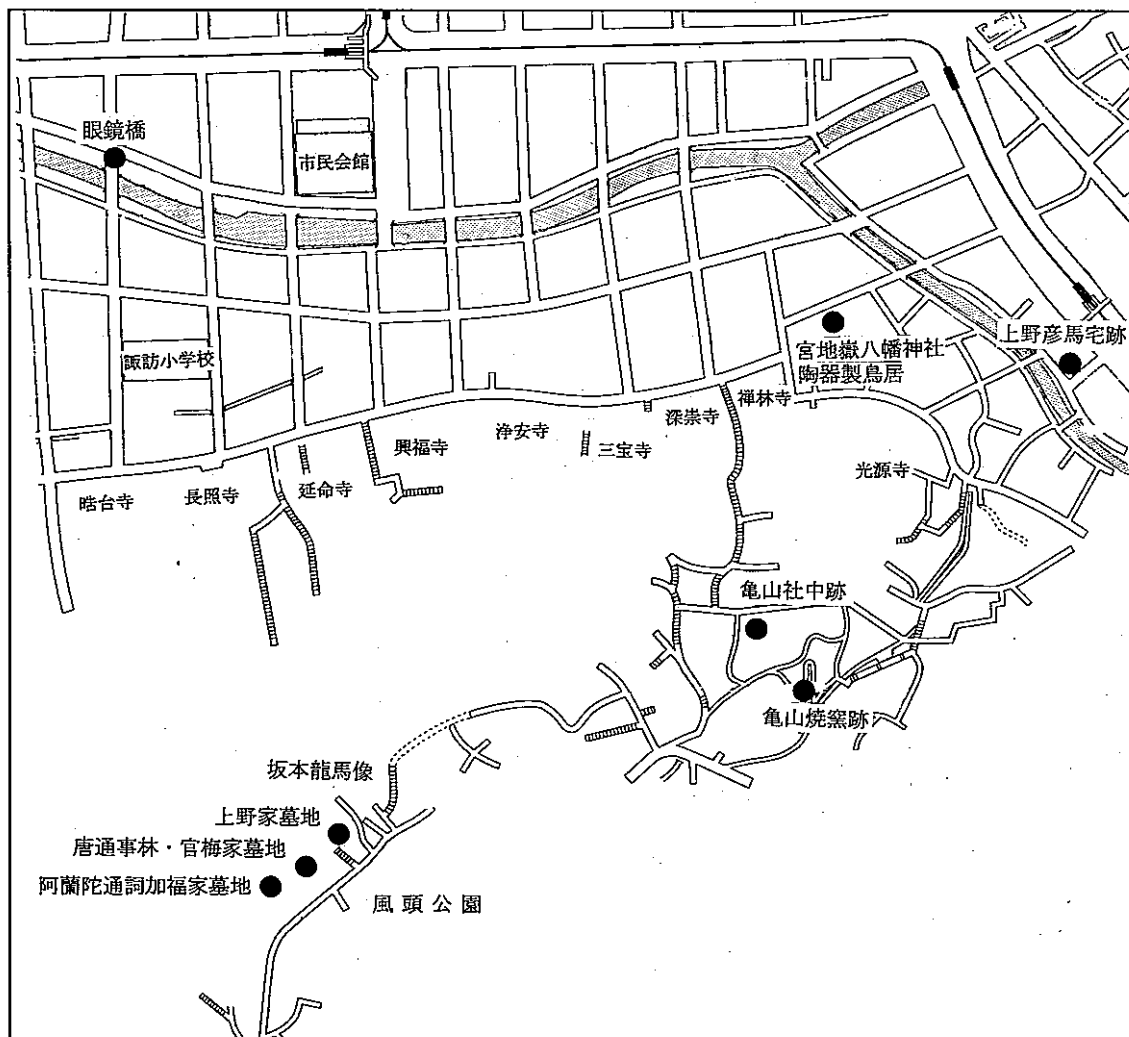 眼鏡橋
市民会館
諏訪小学校
宮地嶽八幡神社
陶器製鳥居
上野彦馬宅跡
禅林寺
深崇寺
三宝寺
浄安寺
興福寺
延命寺
長照寺
晧台寺
光源寺
亀山社中跡
亀山焼窯跡
坂本龍馬像
上野家墓地
唐通事林・官梅家墓地
阿蘭陀通詞加福家墓地
風頭公園